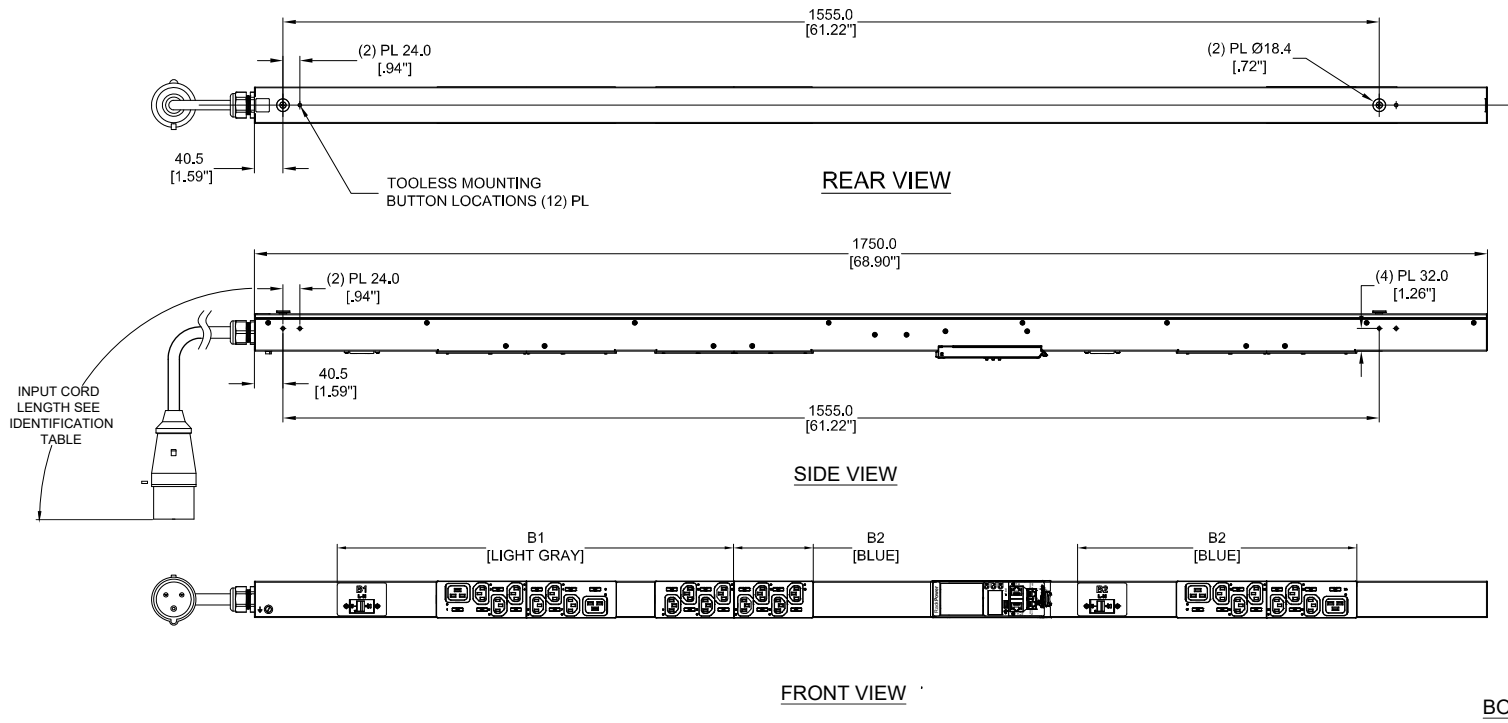 1555.0
[61.22"]
(2) PL 24.0
[.94"]
(2) PL Ø18.4
[.72"]
40.5
[1.59"]
TOOLESS MOUNTING
BUTTON LOCATIONS (12) PL
REAR VIEW
1750.0
[68.90"]
(2) PL 24.0
[.94"]
(4) PL 32.0
[1.26"]
INPUT CORD
LENGTH SEE
IDENTIFICATION
TABLE
40.5
[1.59"]
1555.0
[61.22"]
SIDE VIEW
B1
[LIGHT GRAY]
B2
[BLUE]
B2
[BLUE]
B1
B2
FRONT VIEW
BO